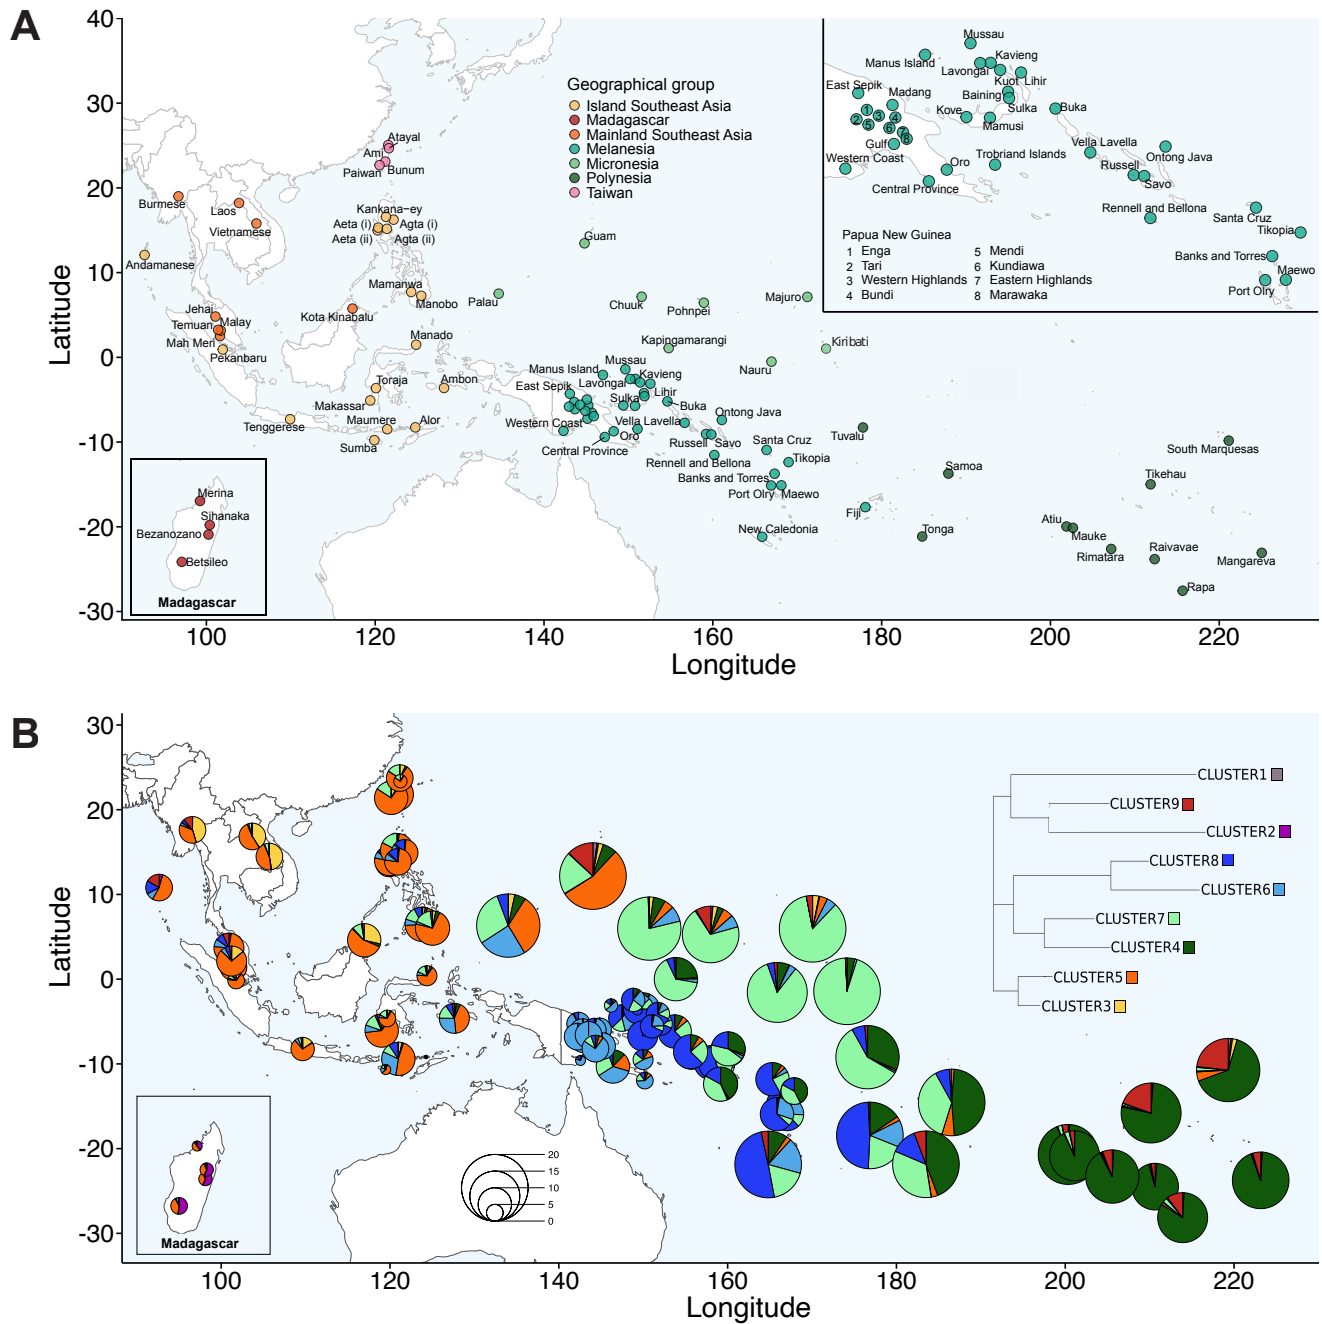 A
40
30
20
10
0
-10
-20
-30
Latitude
100
120
140
160
180
200
220
Longitude
Geographical group
Island Southeast Asia
Madagascar
Mainland Southeast Asia
Melanesia
Micronesia
Polynesia
Taiwan
Atayal
Ami
Paiwan
Bunum
Burmese
Laos
Vietnamese
Andamanese
Kankana-ey
Aeta (i)
Agta (i)
Aeta (ii)
Agta (ii)
Mamanwa
Manobo
Kota Kinabalu
Jehai
Temuan
Malay
Mah Meri
Pekanbaru
Manado
Toraja
Ambon
Makassar
Maumere
Alor
Tenggerese
Sumba
Guam
Palau
Chuuk
Pohnpei
Majuro
Kapingamarangi
Nauru
Kiribati
Mussau
Manus Island
Kavieng
East Sepik
Lavongai
Lihir
Sulka
Buka
Western Coast
Vella Lavella
Ontong Java
Oro
Central Province
Russell
Savo
Rennell and Bellona
Santa Cruz
Tikopia
Banks and Torres
Port Olry
Maewo
New Caledonia
Fiji
Tuvalu
Samoa
Tonga
South Marquesas
Tikehau
Atiu
Mauke
Rimatara
Raivavae
Mangareva
Rapa
Merina
Sihanaka
Bezanozano
Betsileo
Madagascar
Mussau
Manus Island
Kavieng
Lavongai
Kuot
Lihir
East Sepik
Madang
Baining
Sulka
Buka
Kove
Mamusi
1
2
3
4
5
6
7
8
Gulf
Western Coast
Oro
Trobriand Islands
Central Province
Vella Lavella
Ontong Java
Russell
Savo
Rennell and Bellona
Santa Cruz
Tikopia
Banks and Torres
Maewo
Port Olry
Papua New Guinea
1 Enga
2 Tari
3 Western Highlands
4 Bundi
5 Mendi
6 Kundiawa
7 Eastern Highlands
8 Marawaka
B
30
20
10
0
-10
-20
-30
Latitude
100
120
140
160
180
200
220
Longitude
CLUSTER1
CLUSTER9
CLUSTER2
CLUSTER8
CLUSTER6
CLUSTER7
CLUSTER4
CLUSTER5
CLUSTER3
20
15
10
5
0
Madagascar